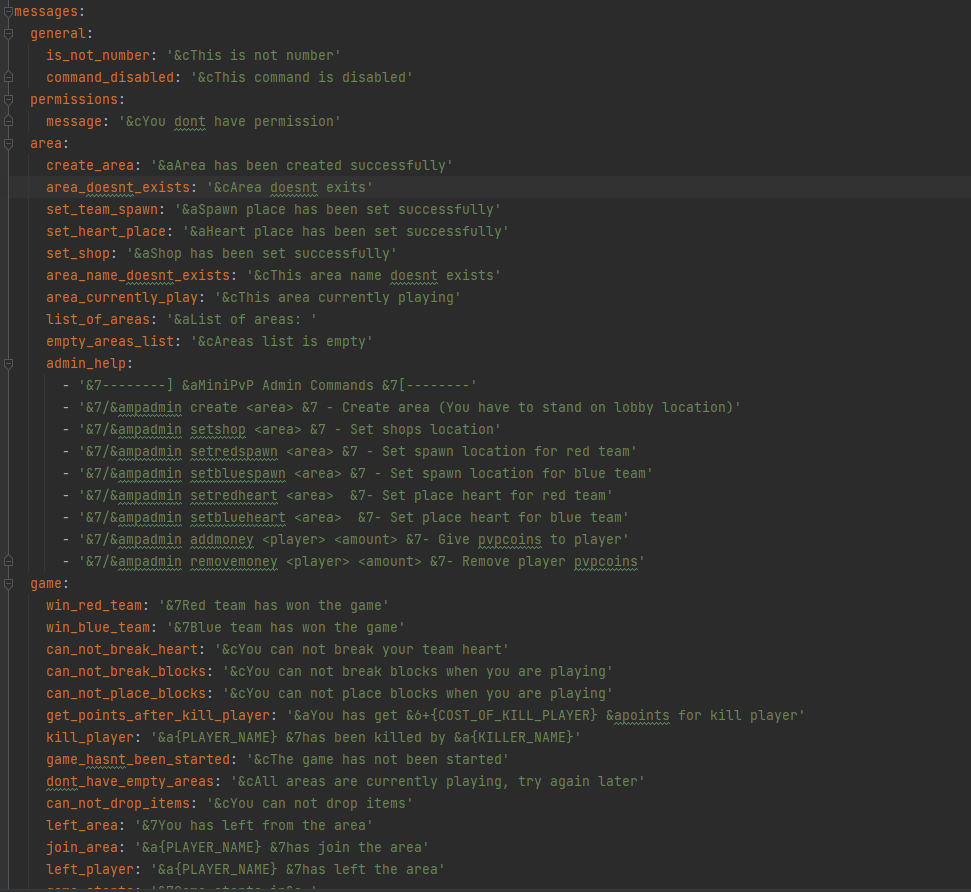 messages:
general:
is_not_number: '&cThis is not number'
command_disabled: '&cThis command is disabled'
permissions:
message: '&cYou dont have permission'
area:
create_area: '&aArea has been created successfully'
area_doesnt_exists: '&cArea doesnt exits'
set_team_spawn: '&aSpawn place has been set successfully'
set_heart_place: '&aHeart place has been set successfully'
set_shop: '&aShop has been set successfully'
area_name_doesnt_exists: '&cThis area name doesnt exists'
area_currently_play: '&cThis area currently playing'
list_of_areas: '&aList of areas: '
empty_areas_list: '&cAreas list is empty'
admin_help:
- '&7--------] &aMiniPvP Admin Commands &7[--------'
- '&7/&ampadmin create <area> &7 - Create area (You have to stand on lobby location)'
- '&7/&ampadmin setshop <area> &7 - Set shops location'
- '&7/&ampadmin setredspawn <area> &7 - Set spawn location for red team'
- '&7/&ampadmin setbluespawn <area> &7 - Set spawn location for blue team'
- '&7/&ampadmin setredheart <area>  &7- Set place heart for red team'
- '&7/&ampadmin setblueheart <area>  &7- Set place heart for blue team'
- '&7/&ampadmin addmoney <player> <amount> &7- Give pvpcoins to player'
- '&7/&ampadmin removemoney <player> <amount> &7- Remove player pvpcoins'
game:
win_red_team: '&7Red team has won the game'
win_blue_team: '&7Blue team has won the game'
can_not_break_heart: '&cYou can not break your team heart'
can_not_break_blocks: '&cYou can not break blocks when you are playing'
can_not_place_blocks: '&cYou can not place blocks when you are playing'
get_points_after_kill_player: '&aYou has get &6+{COST_OF_KILL_PLAYER} &apoints for kill player'
kill_player: '&a{PLAYER_NAME} &7has been killed by &a{KILLER_NAME}'
game_hasnt_been_started: '&cThe game has not been started'
dont_have_empty_areas: '&cAll areas are currently playing, try again later'
can_not_drop_items: '&cYou can not drop items'
left_area: '&7You has left from the area'
join_area: '&a{PLAYER_NAME} &7has join the area'
left_player: '&a{PLAYER_NAME} &7has left the area'